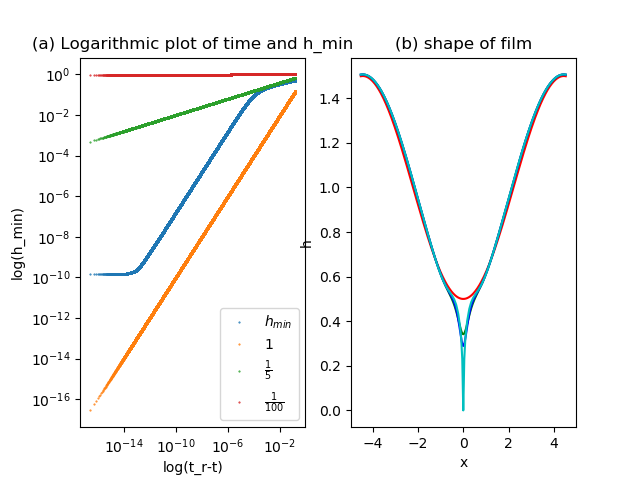 (a) Logarithmic plot of time and h_min
(b) shape of film
10^0
10^-2
10^-4
10^-6
10^-8
10^-10
10^-12
10^-14
10^-16
log(h_min)
10^-14 10^-10 10^-6 10^-2
log(t_r-t)
h_min
1
1/5
1/100
1.4
1.2
1.0
0.8
0.6
0.4
0.2
0.0
h
−4 −2 0 2 4
x